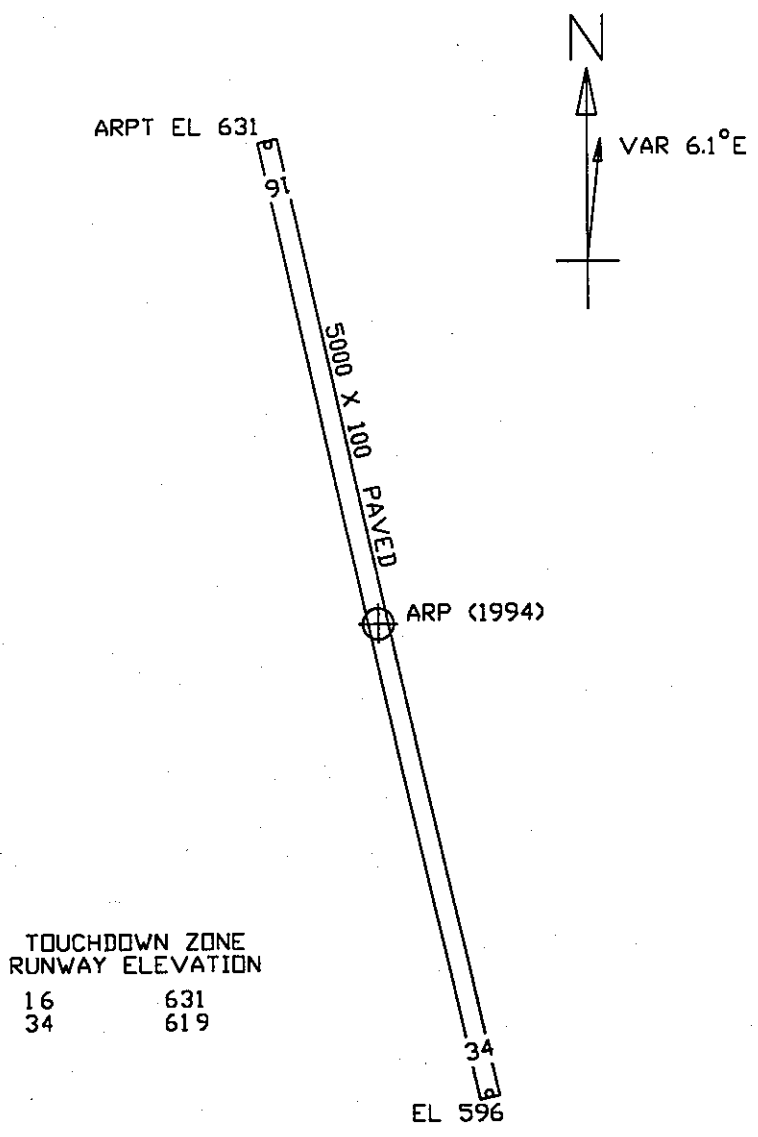 N
VAR 6.1°E
ARPT EL 631
16
5000 X 100 PAVED
ARP (1994)
TOUCHDOWN ZONE
RUNWAY ELEVATION
16 631
34 619
34
EL 596